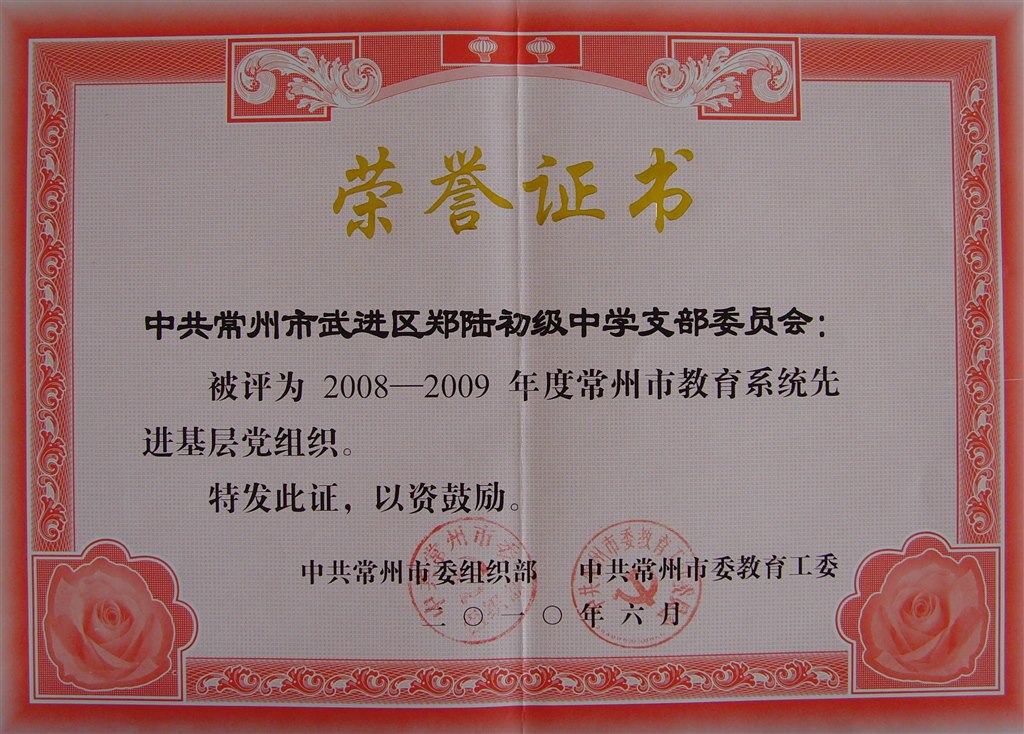 荣誉证书
中共常州市武进区郑陆初级中学支部委员会：
被评为 2008—2009 年度常州市教育系统先
进基层党组织。
特发此证，以资鼓励。
中共常州市委组织部 中共常州市委教育工委
二〇一〇年六月